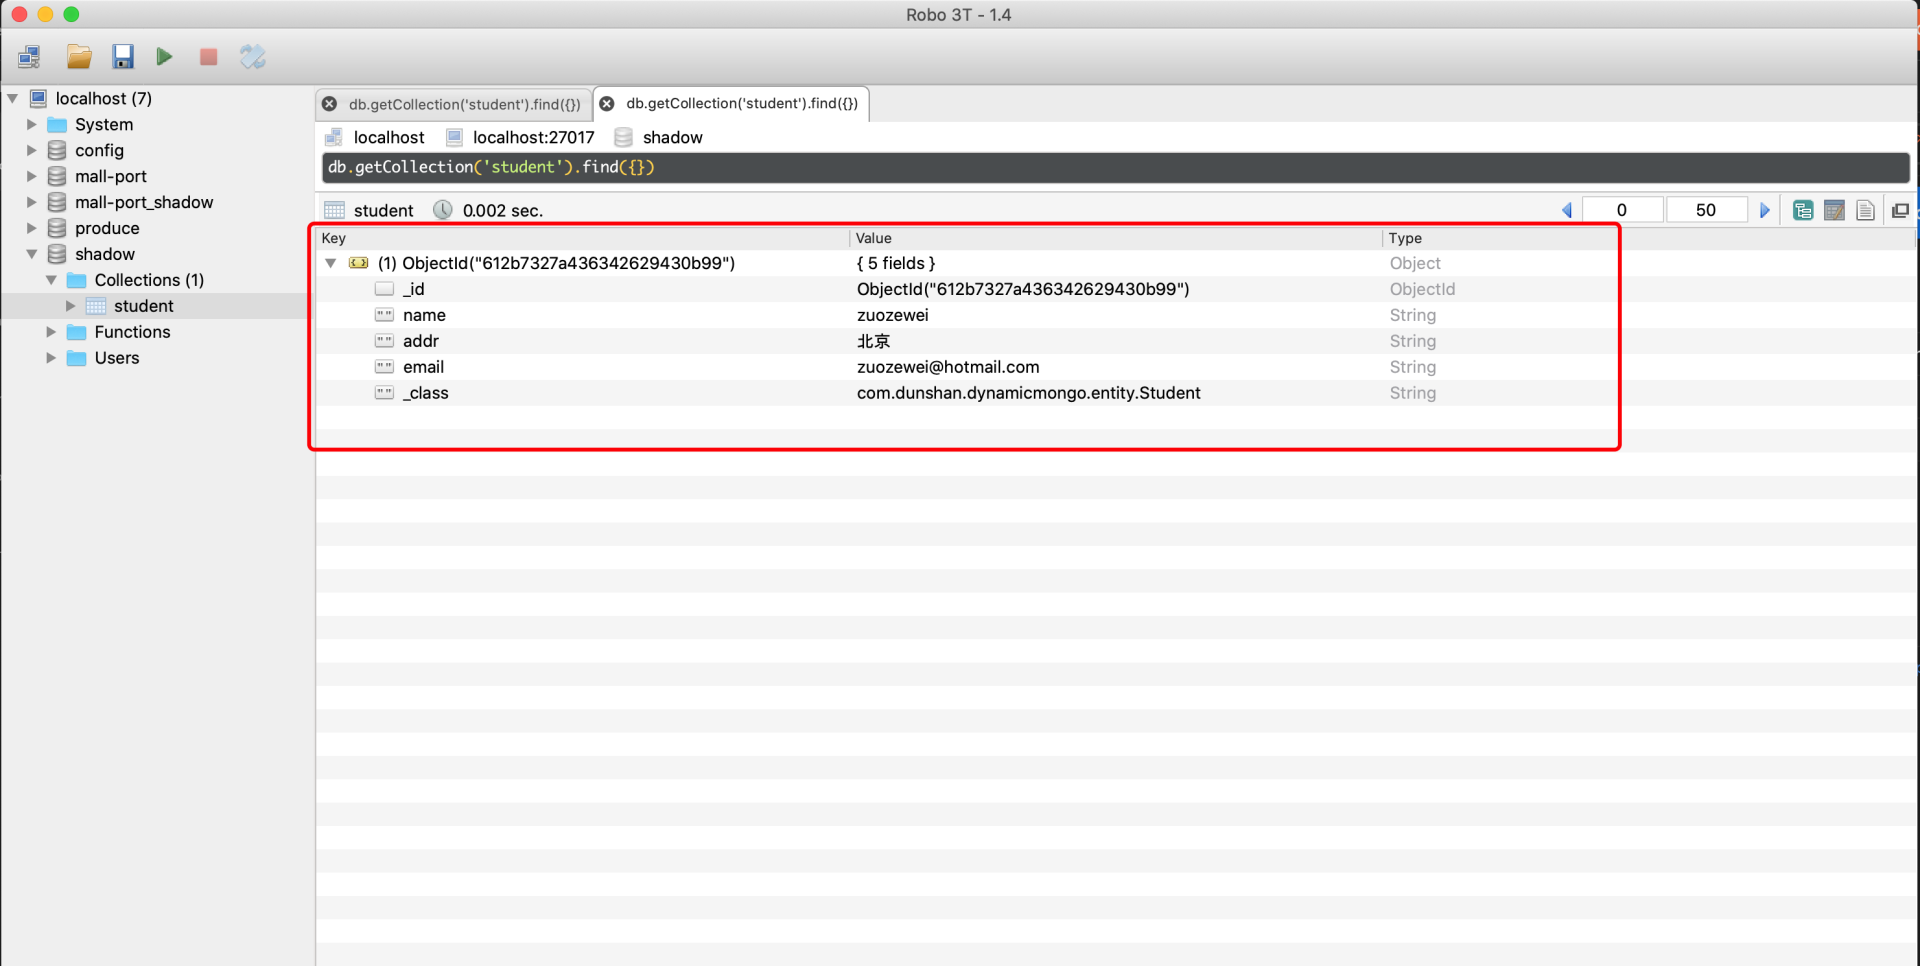 Robo 3T - 1.4
localhost (7)
System
config
mall-port
mall-port_shadow
produce
shadow
Collections (1)
student
Functions
Users
db.getCollection('student').find({})
db.getCollection('student').find({})
localhost localhost:27017 shadow
db.getCollection('student').find({})
student 0.002 sec. 0 50
Key Value Type
(1) ObjectId("612b7327a436342629430b99") { 5 fields } Object
_id ObjectId("612b7327a436342629430b99") ObjectId
name zuozewei String
addr 北京 String
email zuozewei@hotmail.com String
_class com.dunshan.dynamicmongo.entity.Student String